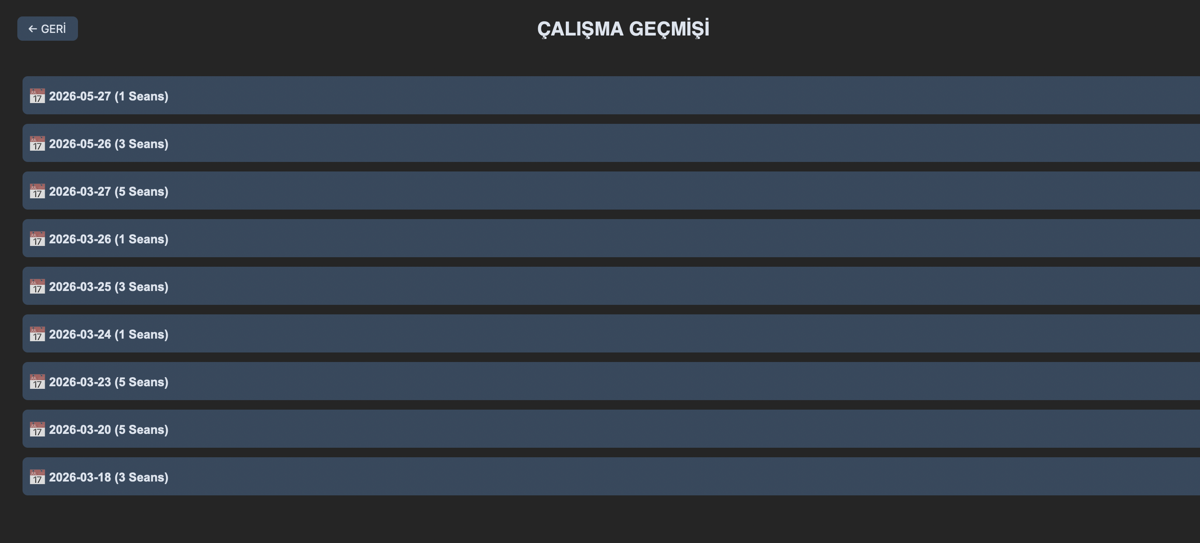 ← GERİ
ÇALIŞMA GEÇMİŞİ
📅 2026-05-27 (1 Seans)
📅 2026-05-26 (3 Seans)
📅 2026-03-27 (5 Seans)
📅 2026-03-26 (1 Seans)
📅 2026-03-25 (3 Seans)
📅 2026-03-24 (1 Seans)
📅 2026-03-23 (5 Seans)
📅 2026-03-20 (5 Seans)
📅 2026-03-18 (3 Seans)